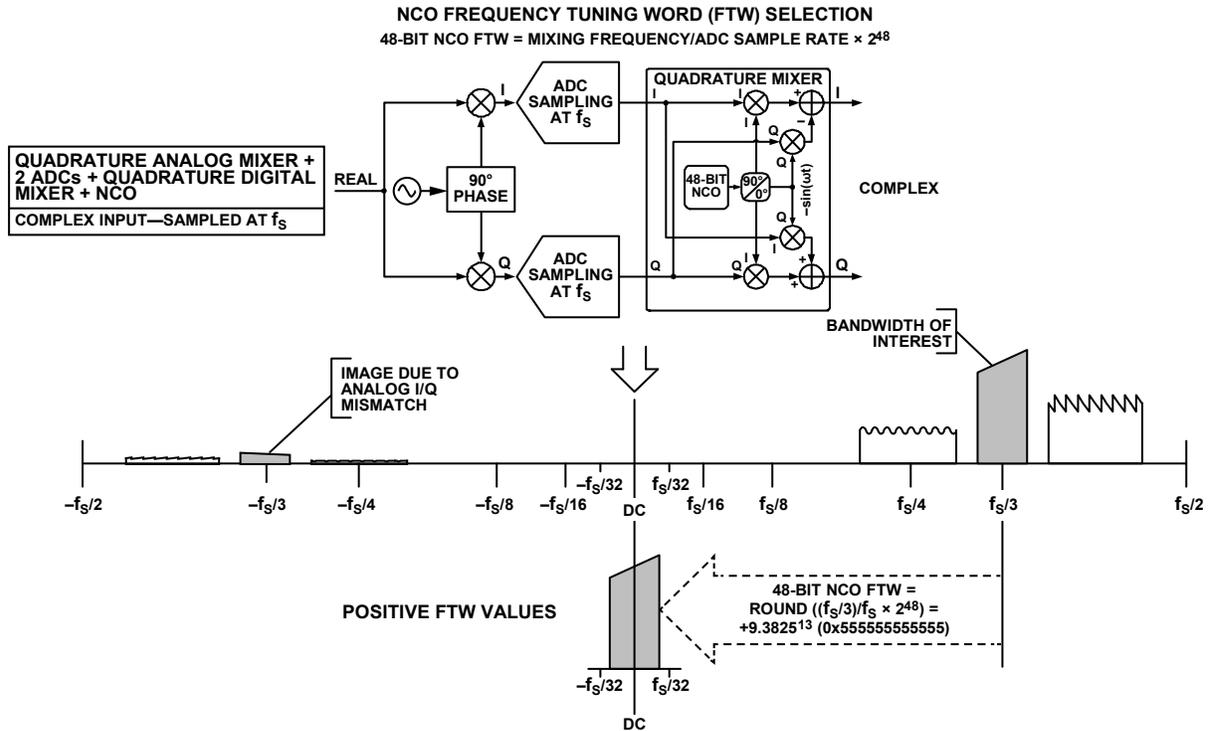 NCO FREQUENCY TUNING WORD (FTW) SELECTION
48-BIT NCO FTW = MIXING FREQUENCY/ADC SAMPLE RATE × 2⁴⁸
QUADRATURE ANALOG MIXER +
2 ADCs + QUADRATURE DIGITAL
MIXER + NCO
COMPLEX INPUT—SAMPLED AT fS
REAL
90°
PHASE
I
Q
ADC
SAMPLING
AT fS
ADC
SAMPLING
AT fS
QUADRATURE MIXER
I
I
I
+
I
–
Q
Q
48-BIT
NCO
90°
0°
–sin(ωt)
Q
I
I
+
Q
Q
+
Q
COMPLEX
BANDWIDTH OF
INTEREST
IMAGE DUE TO
ANALOG I/Q
MISMATCH
–fS/2
–fS/3
–fS/4
–fS/8
–fS/16
–fS/32
DC
fS/32
fS/16
fS/8
fS/4
fS/3
fS/2
POSITIVE FTW VALUES
48-BIT NCO FTW =
ROUND ((fS/3)/fS × 2⁴⁸) =
+9.3825¹³ (0x555555555555)
–fS/32
fS/32
DC